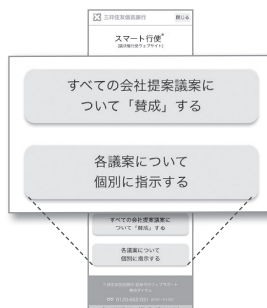 三井住友信託銀行
閉じる
スマート行使®
すべての会社提案議案に
ついて「賛成」する
各議案について
個別に指示する
すべての会社提案議案に
ついて「賛成」する
各議案について
個別に指示する